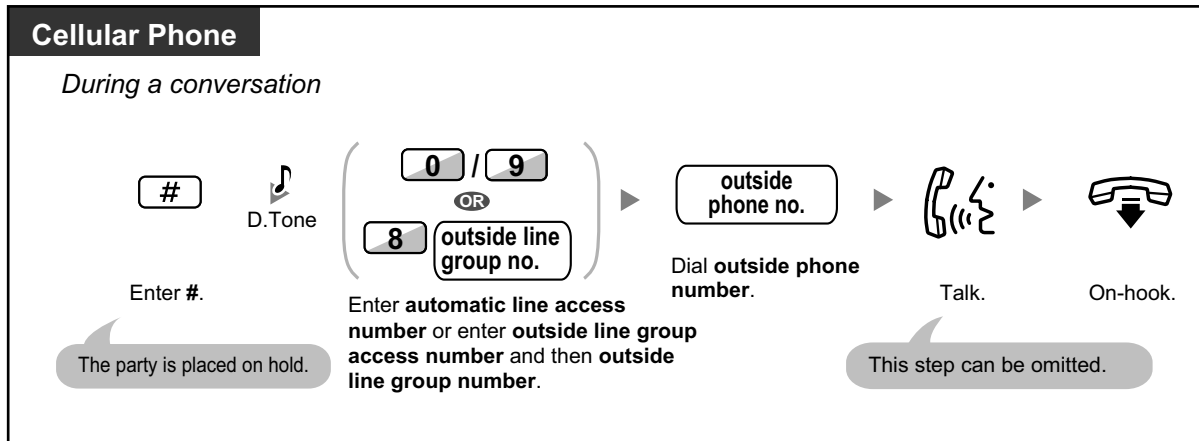 Cellular Phone
During a conversation
#
D.Tone
0 / 9
OR
8 outside line
group no.
outside
phone no.
Enter #.
The party is placed on hold.
Enter automatic line access
number or enter outside line group
access number and then outside
line group number.
Dial outside phone
number.
Talk.
This step can be omitted.
On-hook.